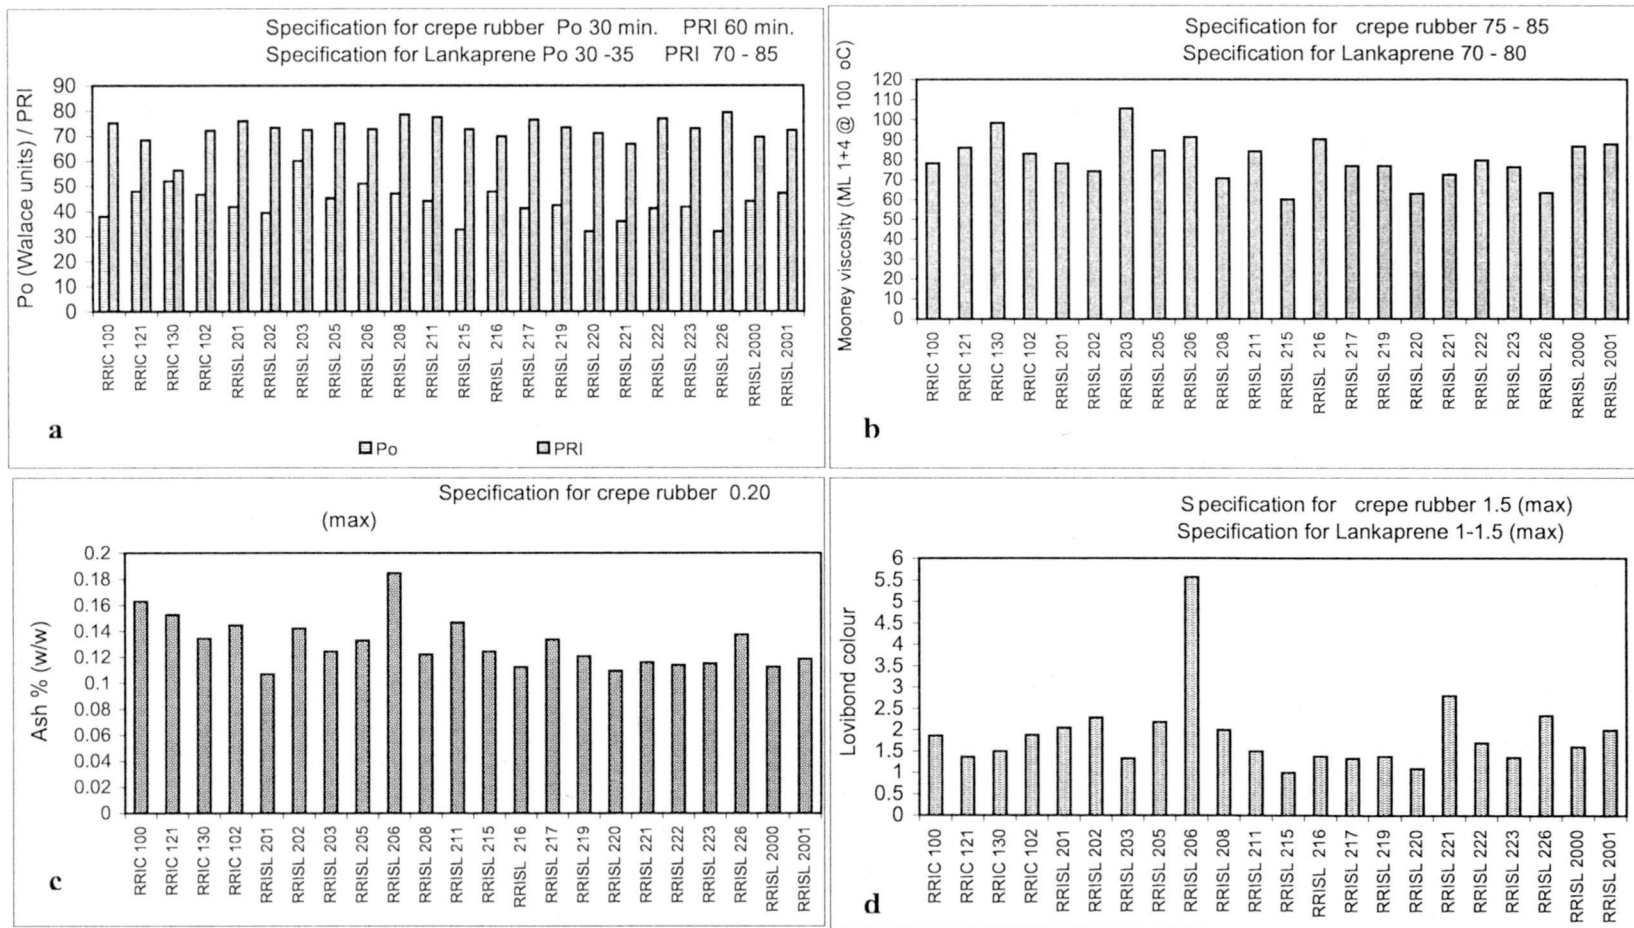 Specification for crepe rubber Po 30 min. PRI 60 min.
Specification for Lankaprene Po 30 -35 PRI 70 - 85
Po (Walace units) / PRI
90
80
70
60
50
40
30
20
10
0
RRIC 100
RRIC 121
RRIC 130
RRIC 102
RRISL 201
RRISL 202
RRISL 203
RRISL 205
RRISL 206
RRISL 208
RRISL 211
RRISL 215
RRISL 216
RRISL 217
RRISL 219
RRISL 220
RRISL 221
RRISL 222
RRISL 223
RRISL 226
RRISL 2000
RRISL 2001
a
Po PRI
Specification for crepe rubber 75 - 85
Specification for Lankaprene 70 - 80
Mooney viscosity (ML 1+4 @ 100 oC)
120
110
100
90
80
70
60
50
40
30
20
10
0
RRIC 100
RRIC 121
RRIC 130
RRIC 102
RRISL 201
RRISL 202
RRISL 203
RRISL 205
RRISL 206
RRISL 208
RRISL 211
RRISL 215
RRISL 216
RRISL 217
RRISL 219
RRISL 220
RRISL 221
RRISL 222
RRISL 223
RRISL 226
RRISL 2000
RRISL 2001
b
Specification for crepe rubber 0.20
(max)
Ash % (w/w)
0.2
0.18
0.16
0.14
0.12
0.1
0.08
0.06
0.04
0.02
0
RRIC 100
RRIC 121
RRIC 130
RRIC 102
RRISL 201
RRISL 202
RRISL 203
RRISL 205
RRISL 206
RRISL 208
RRISL 211
RRISL 215
RRISL 216
RRISL 217
RRISL 219
RRISL 220
RRISL 221
RRISL 222
RRISL 223
RRISL 226
RRISL 2000
RRISL 2001
c
Specification for crepe rubber 1.5 (max)
Specification for Lankaprene 1-1.5 (max)
Lovibond colour
6
5.5
5
4.5
4
3.5
3
2.5
2
1.5
1
0.5
0
RRIC 100
RRIC 121
RRIC 130
RRIC 102
RRISL 201
RRISL 202
RRISL 203
RRISL 205
RRISL 206
RRISL 208
RRISL 211
RRISL 215
RRISL 216
RRISL 217
RRISL 219
RRISL 220
RRISL 221
RRISL 222
RRISL 223
RRISL 226
RRISL 2000
RRISL 2001
d